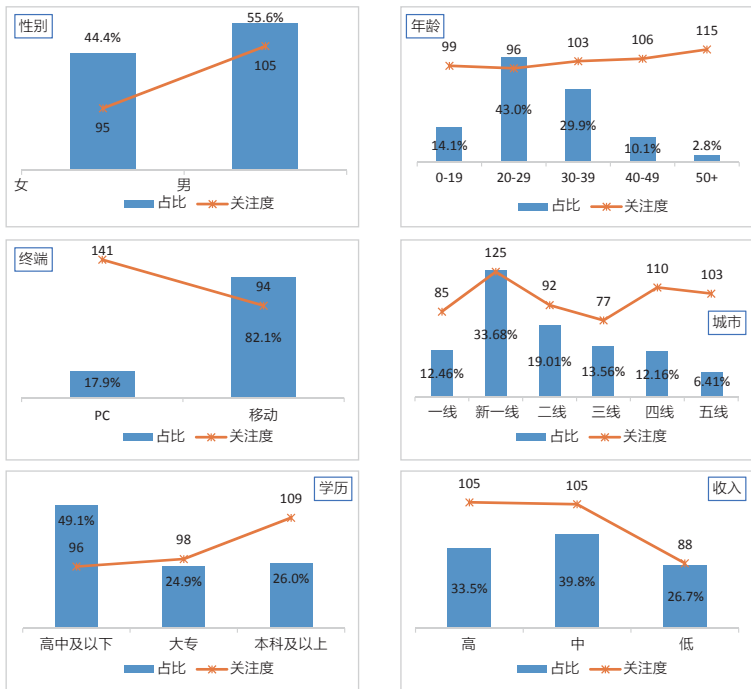 性别
44.4%
55.6%
95
105
女 男
占比 关注度
年龄
99 96 103 106 115
14.1% 43.0% 29.9% 10.1% 2.8%
0-19 20-29 30-39 40-49 50+
占比 关注度
终端
141
94
17.9%
82.1%
PC 移动
占比 关注度
城市
85 125 92 77 110 103
12.46% 33.68% 19.01% 13.56% 12.16% 6.41%
一线 新一线 二线 三线 四线 五线
占比 关注度
学历
96 98 109
49.1% 24.9% 26.0%
高中及以下 大专 本科及以上
占比 关注度
收入
105 105 88
33.5% 39.8% 26.7%
高 中 低
占比 关注度